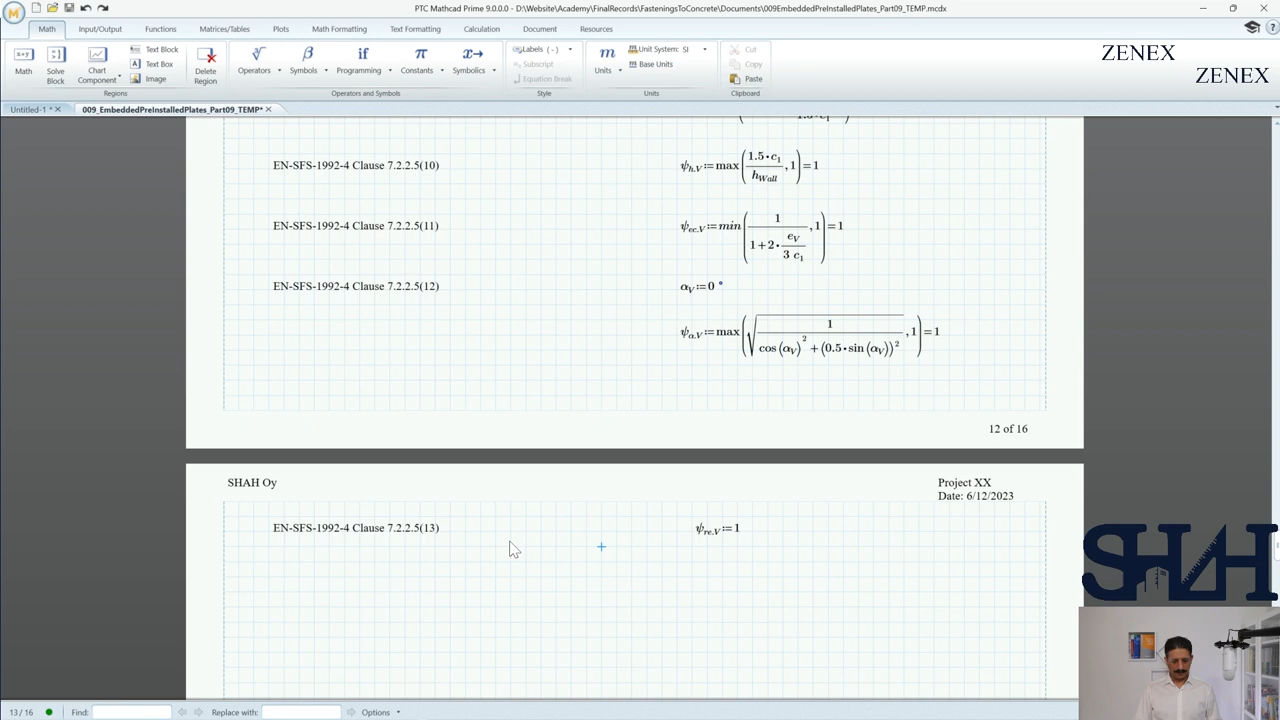 PTC Mathcad Prime 9.0.0.0 - D:\Website\Academy\FinalRecords\FasteningsToConcrete\Documents\009EmbeddedPreInstalledPlates_Part09_TEMP.mcdx
Math Input/Output Functions Matrices/Tables Plots Math Formatting Text Formatting Calculation Document Resources
Math
Solve Block
Chart Component
Text Block
Text Box
Image
Delete Region
Operators
Symbols
Programming
Constants
Symbolics
Labels ( - )
Subscript
Equation Break
Units
Unit System: SI
Base Units
Cut
Copy
Paste
Regions
Operators and Symbols
Style
Units
Clipboard
ZENEX
ZENEX
Untitled-1 *
009_EmbeddedPreInstalledPlates_Part09_TEMP*
EN-SFS-1992-4 Clause 7.2.2.5(10)
ψh.V := max(1.5·c1 / hWall , 1) = 1
EN-SFS-1992-4 Clause 7.2.2.5(11)
ψec.V := min(1 / (1+2·eV / 3 c1) , 1) = 1
EN-SFS-1992-4 Clause 7.2.2.5(12)
αV := 0 °
ψα.V := max(√(1 / (cos(αV)² + (0.5·sin(αV))²)) , 1) = 1
12 of 16
SHAH Oy
Project XX
Date: 6/12/2023
EN-SFS-1992-4 Clause 7.2.2.5(13)
ψre.V := 1
SHAH
13 / 16
Find:
Replace with:
Options